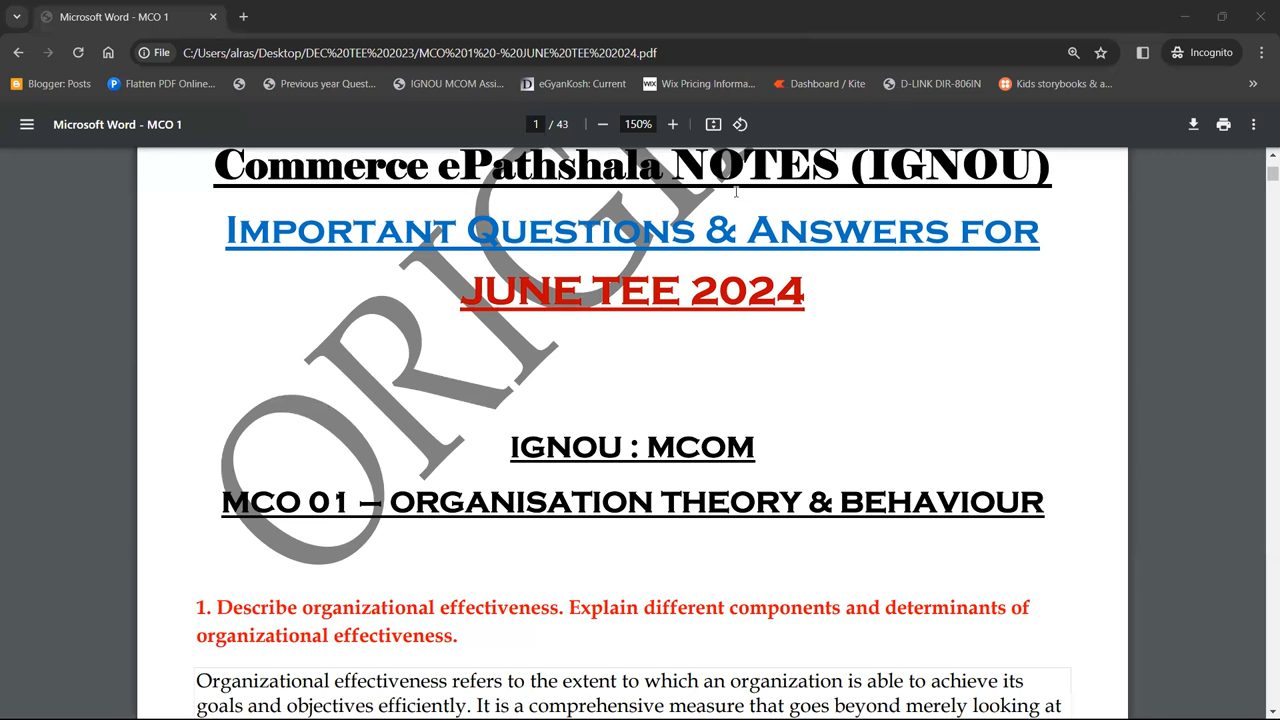 Microsoft Word - MCO 1
File C:/Users/alras/Desktop/DEC%20TEE%202023/MCO%201%20-%20JUNE%20TEE%202024.pdf Incognito
Blogger: Posts Flatten PDF Online... Previous year Quest... IGNOU MCOM Assi... eGyanKosh: Current Wix Pricing Informa... Dashboard / Kite D-LINK DIR-806IN Kids storybooks & a...
Microsoft Word - MCO 1 1 / 43 150%
Commerce ePathshala NOTES (IGNOU)
IMPORTANT QUESTIONS & ANSWERS FOR
JUNE TEE 2024
ORIGI
IGNOU : MCOM
MCO 01 – ORGANISATION THEORY & BEHAVIOUR
1. Describe organizational effectiveness. Explain different components and determinants of
organizational effectiveness.
Organizational effectiveness refers to the extent to which an organization is able to achieve its
goals and objectives efficiently. It is a comprehensive measure that goes beyond merely looking at